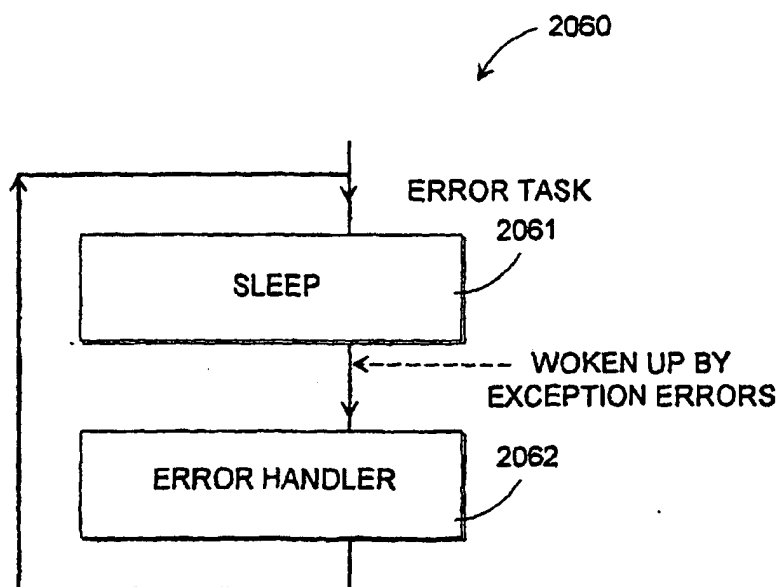 2060
ERROR TASK
2061
SLEEP
WOKEN UP BY
EXCEPTION ERRORS
2062
ERROR HANDLER